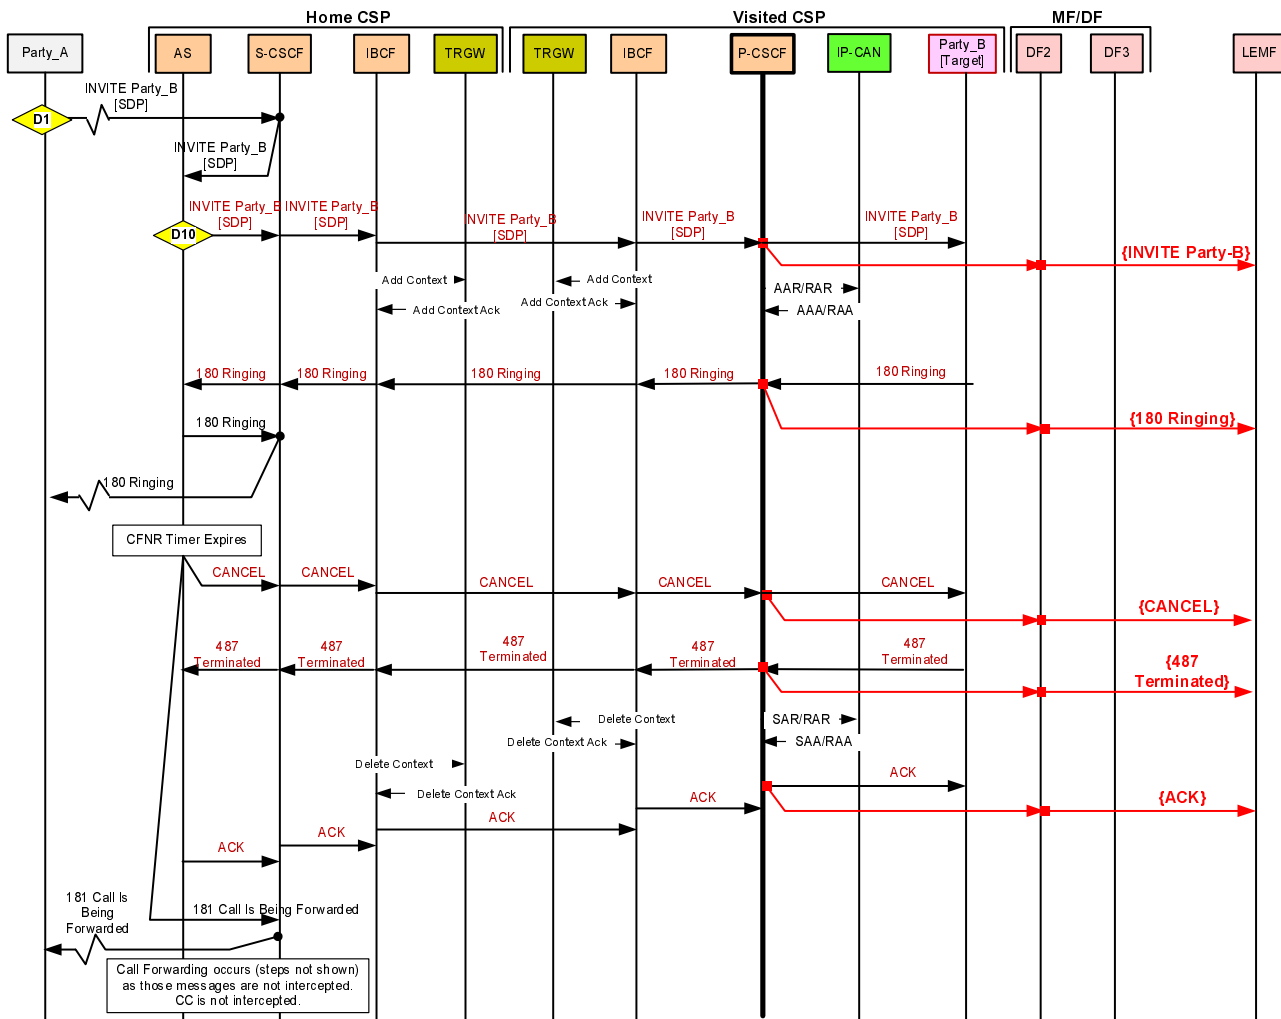 Home CSP
Visited CSP
MF/DF
Party_A
AS
S-CSCF
IBCF
TRGW
TRGW
IBCF
P-CSCF
IP-CAN
Party_B
[Target]
DF2
DF3
LEMF
INVITE Party_B
[SDP]
D1
INVITE Party_B
[SDP]
D10
INVITE Party_B
[SDP]
INVITE Party_B
[SDP]
INVITE Party_B
[SDP]
INVITE Party_B
[SDP]
INVITE Party_B
[SDP]
{INVITE Party-B}
Add Context
Add Context
AAR/RAR
Add Context Ack
Add Context Ack
AAA/RAA
180 Ringing
180 Ringing
180 Ringing
180 Ringing
180 Ringing
180 Ringing
{180 Ringing}
180 Ringing
CFNR Timer Expires
CANCEL
CANCEL
CANCEL
CANCEL
CANCEL
{CANCEL}
487
Terminated
487
Terminated
487
Terminated
487
Terminated
487
Terminated
{487
Terminated}
Delete Context
SAR/RAR
Delete Context Ack
SAA/RAA
Delete Context
Delete Context Ack
ACK
{ACK}
ACK
ACK
ACK
ACK
181 Call Is
Being
Forwarded
181 Call Is Being Forwarded
Call Forwarding occurs (steps not shown)
as those messages are not intercepted.
CC is not intercepted.